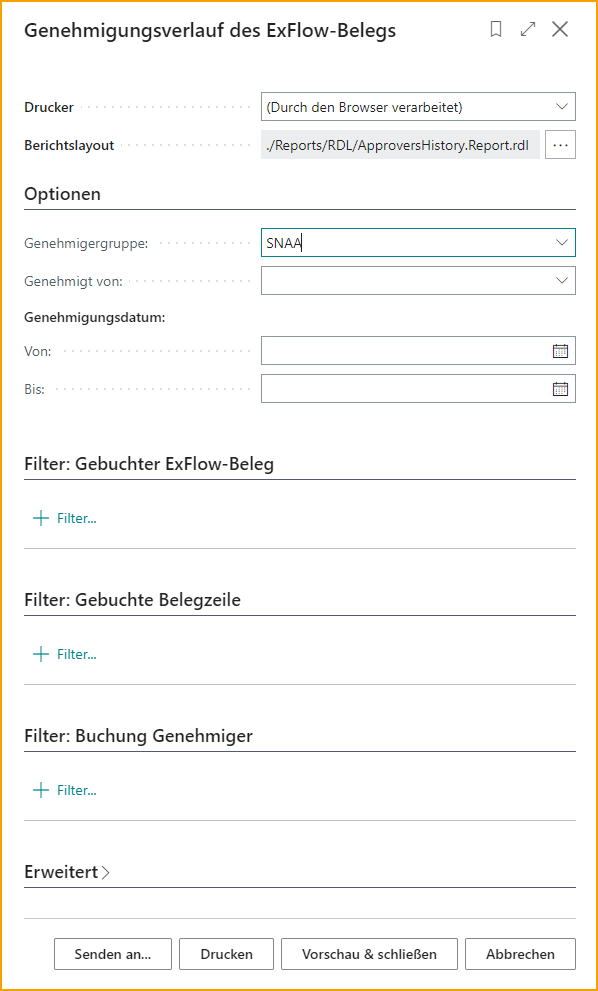 Genehmigungsverlauf des ExFlow-Belegs
Drucker (Durch den Browser verarbeitet)
Berichtslayout ./Reports/RDL/ApproversHistory.Report.rdl ...
Optionen
Genehmigergruppe: SNAA
Genehmigt von:
Genehmigungsdatum:
Von:
Bis:
Filter: Gebuchter ExFlow-Beleg
+ Filter...
Filter: Gebuchte Belegzeile
+ Filter...
Filter: Buchung Genehmiger
+ Filter...
Erweitert >
Senden an... Drucken Vorschau & schließen Abbrechen